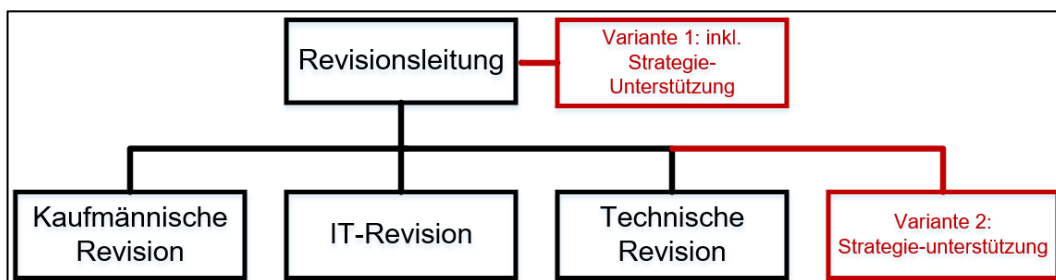 Revisionsleitung
Variante 1: inkl.
Strategie-
Unterstützung
Kaufmännische
Revision
IT-Revision
Technische
Revision
Variante 2:
Strategie-unterstützung